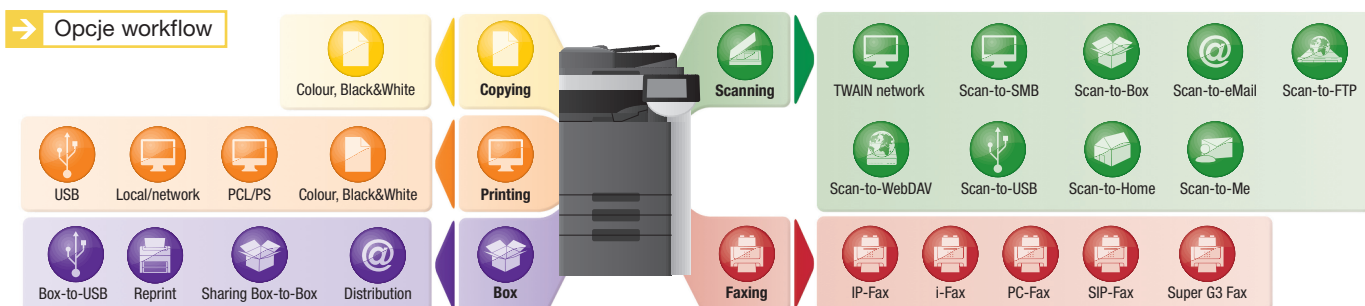 Opcje workflow
Colour, Black&White
Copying
Scanning
TWAIN network
Scan-to-SMB
Scan-to-Box
Scan-to-eMail
Scan-to-FTP
USB
Local/network
PCL/PS
Colour, Black&White
Printing
Scan-to-WebDAV
Scan-to-USB
Scan-to-Home
Scan-to-Me
Box-to-USB
Reprint
Sharing Box-to-Box
Distribution
Box
Faxing
IP-Fax
i-Fax
PC-Fax
SIP-Fax
Super G3 Fax